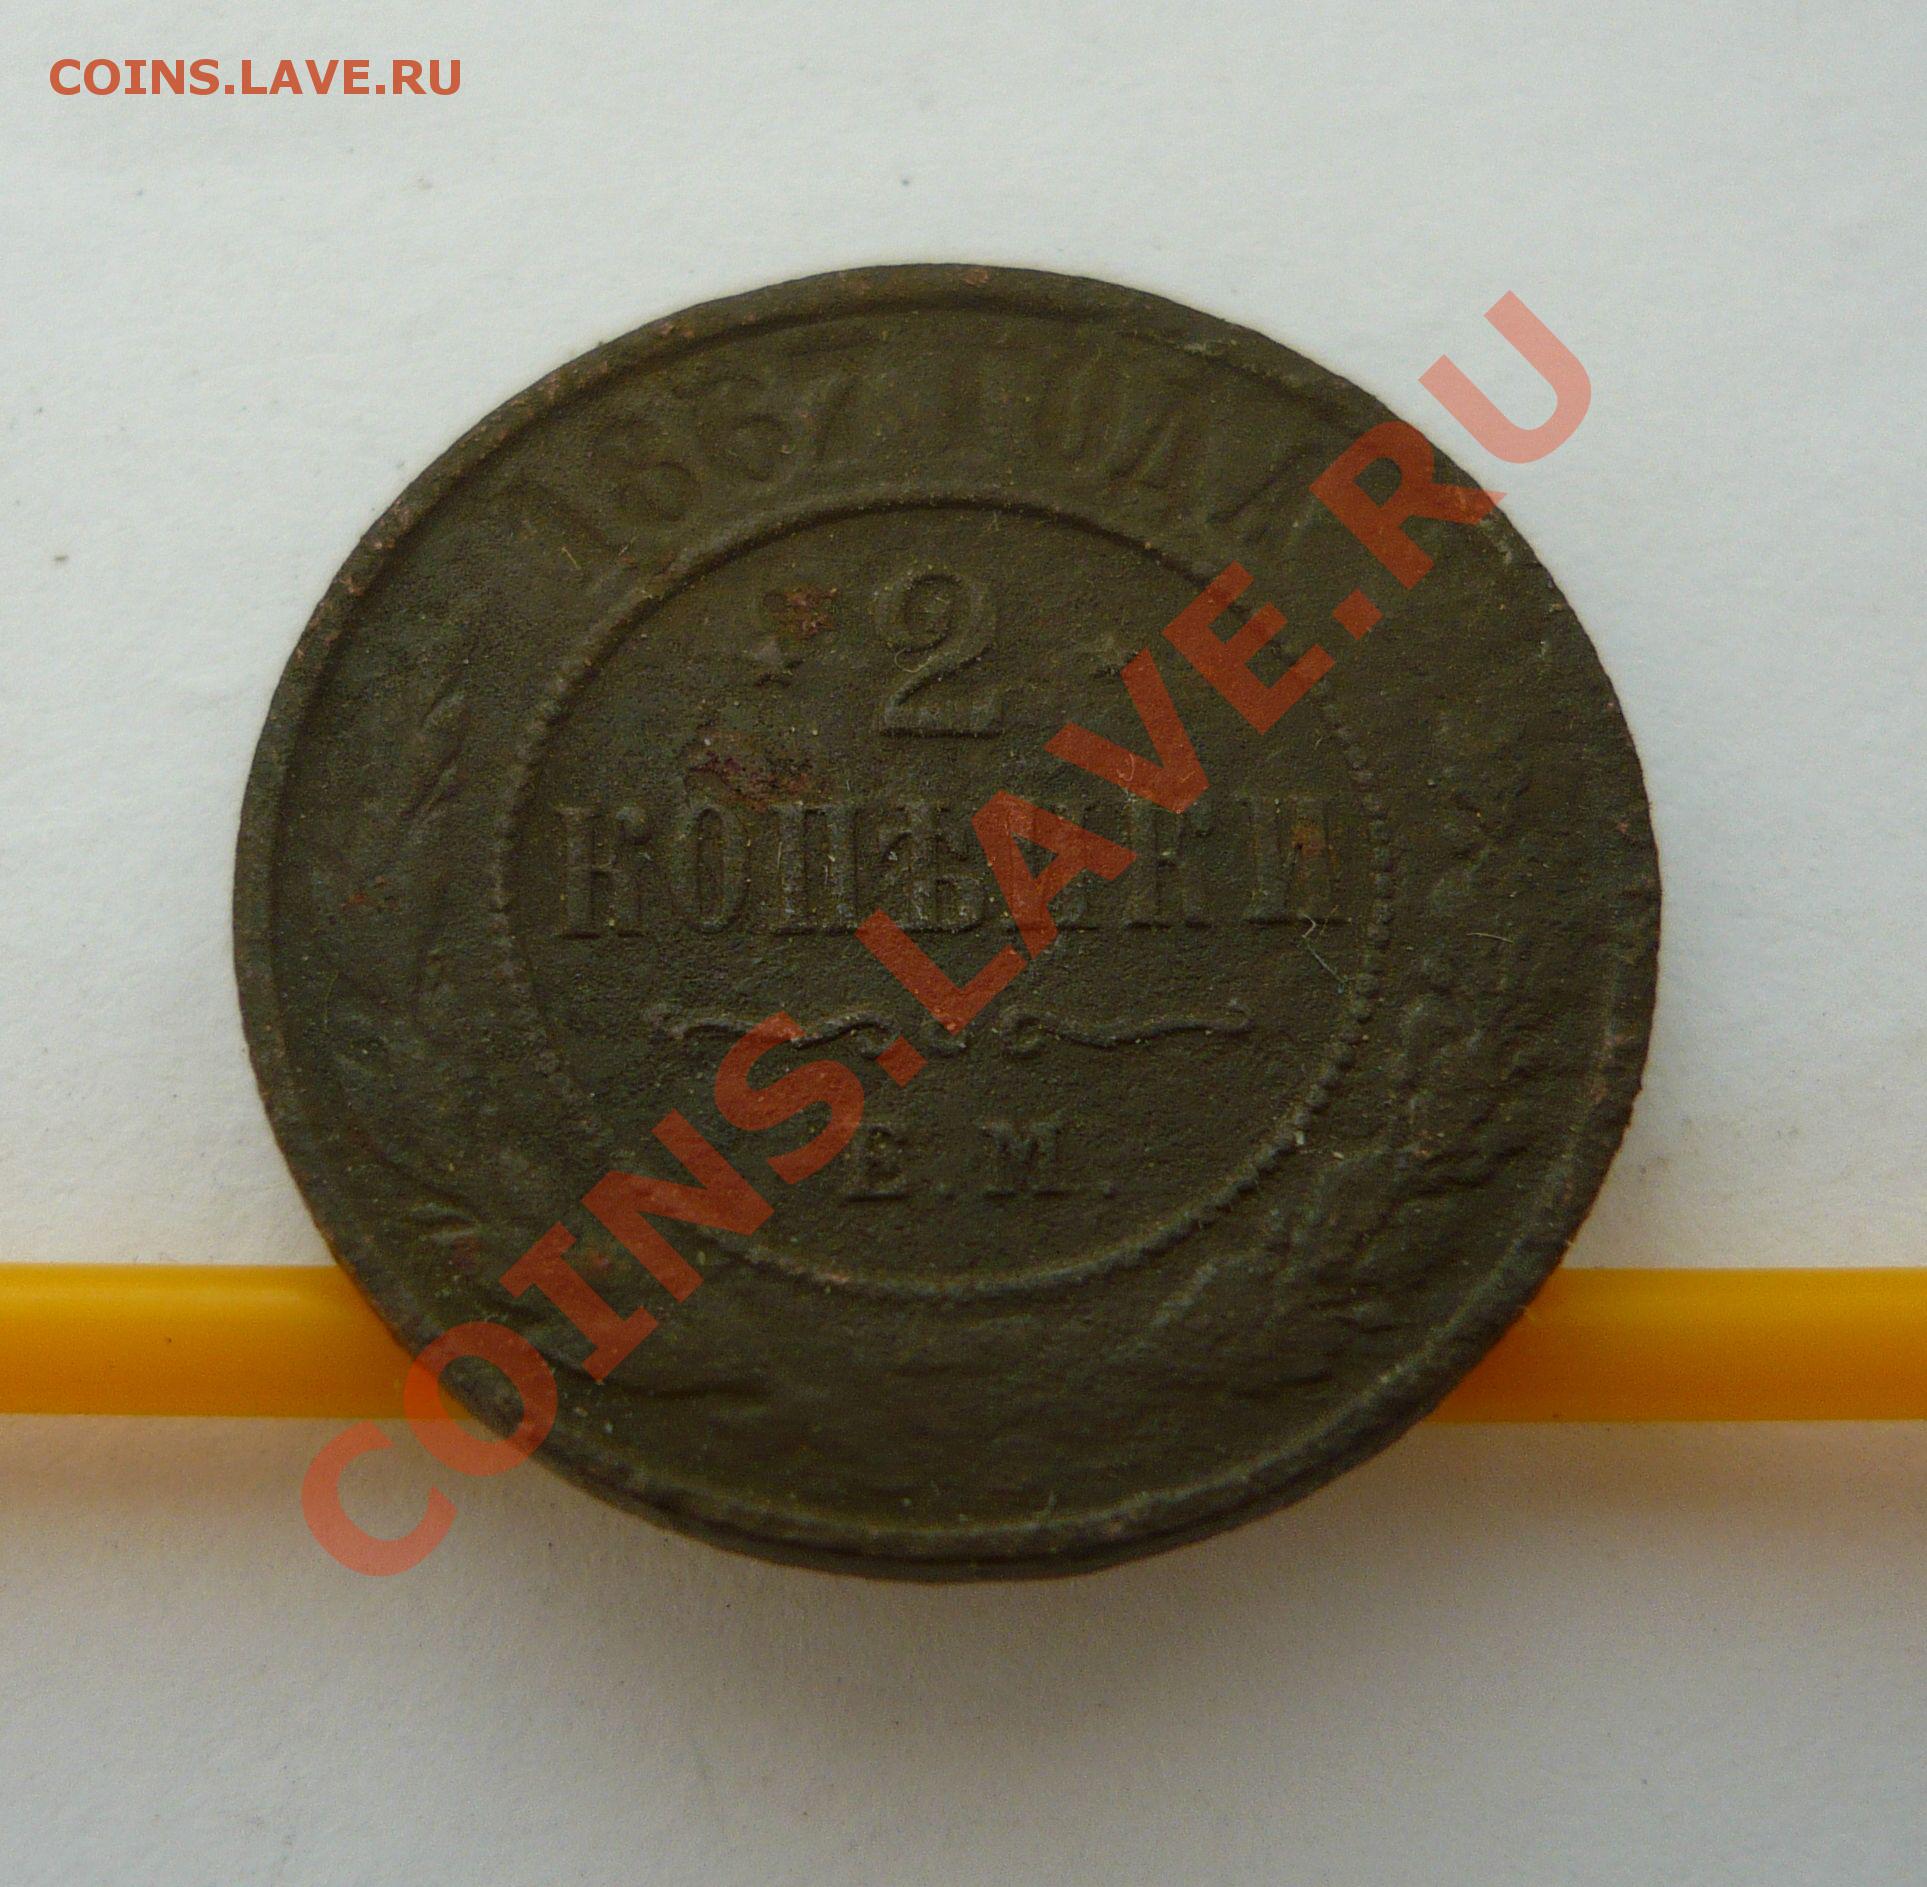 COINS.LAVE.RU
1867 ГОДА
2
КОПѢЙКИ
Е.М.
COINS.LAVE.RU